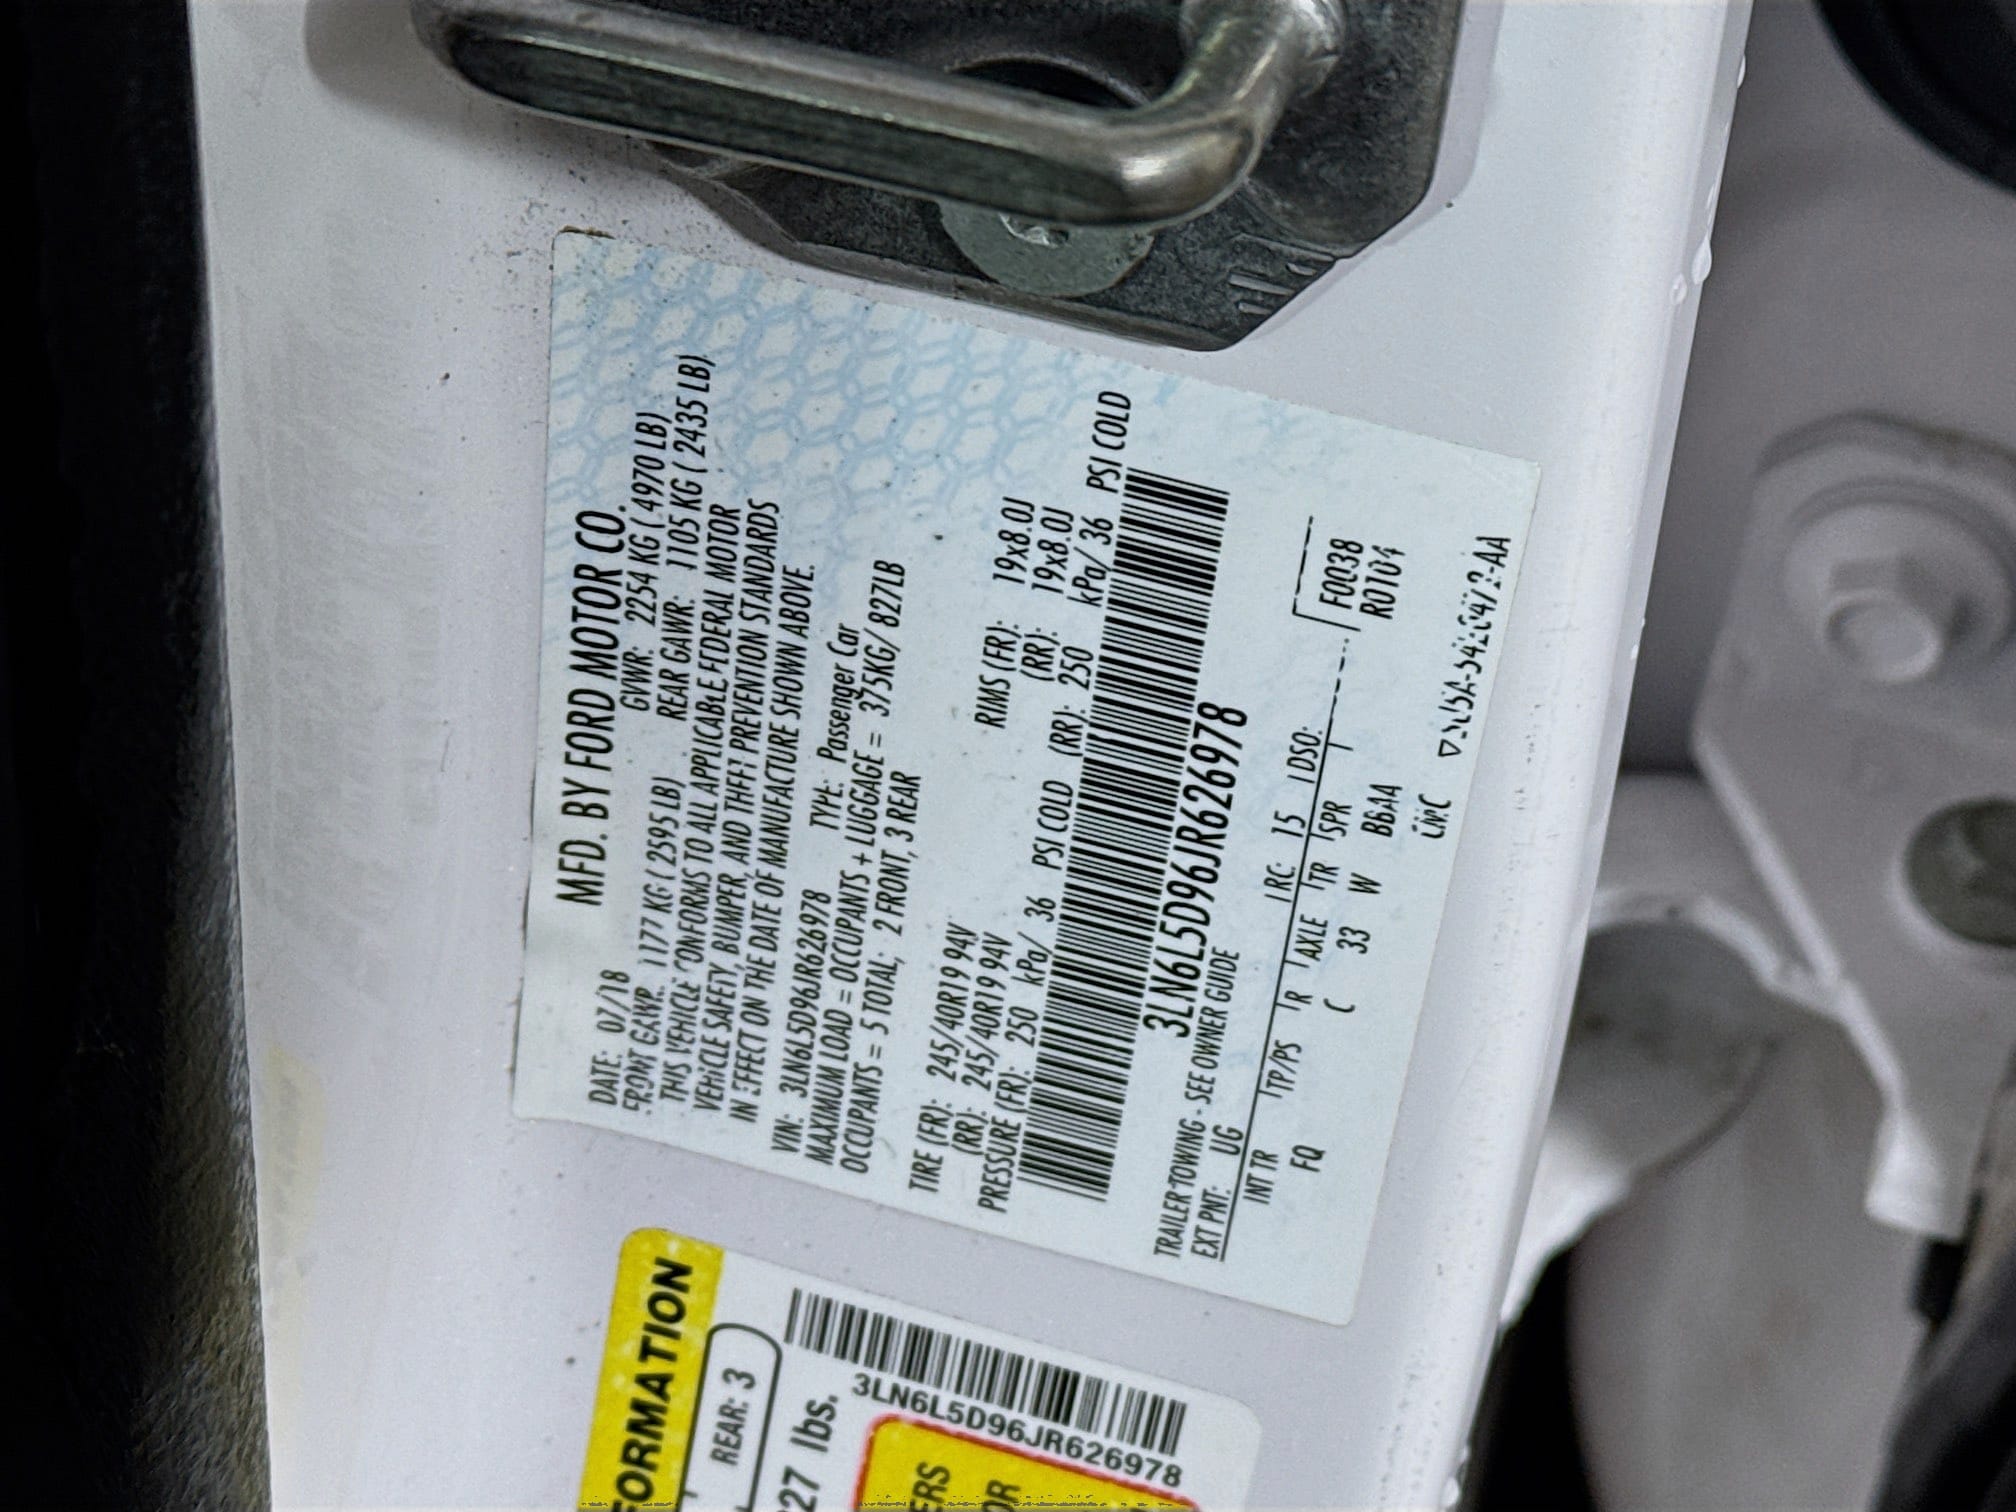 MFD. BY FORD MOTOR CO.
DATE: 07/18 GVWR: 2254 KG ( 4970 LB)
FRONT GAWR: 1177 KG ( 2595 LB) REAR GAWR: 1105 KG ( 2435 LB)
THIS VEHICLE CONFORMS TO ALL APPLICABLE FEDERAL MOTOR
VEHICLE SAFETY, BUMPER, AND THEFT PREVENTION STANDARDS
IN EFFECT ON THE DATE OF MANUFACTURE SHOWN ABOVE.
VIN: 3LN6L5D96JR626978 TYPE: Passenger Car
MAXIMUM LOAD = OCCUPANTS + LUGGAGE = 375KG/ 827LB
OCCUPANTS = 5 TOTAL; 2 FRONT, 3 REAR
TIRE (FR): 245/40R19 94V RIMS (FR): 19x8.0J
(RR): 245/40R19 94V (RR): 19x8.0J
PRESSURE (FR): 250 kPa/ 36 PSI COLD (RR): 250 kPa/ 36 PSI COLD
3LN6L5D96JR626978
TRAILER TOWING - SEE OWNER GUIDE
EXT PNT: UG RC: 15 DSO:
INT TR TP/PS R AXLE TR SPR F0038
FQ C 33 W B6AA R0104
FORMATION
REAR: 3
27 lbs.
3LN6L5D96JR626978
ERS
OR